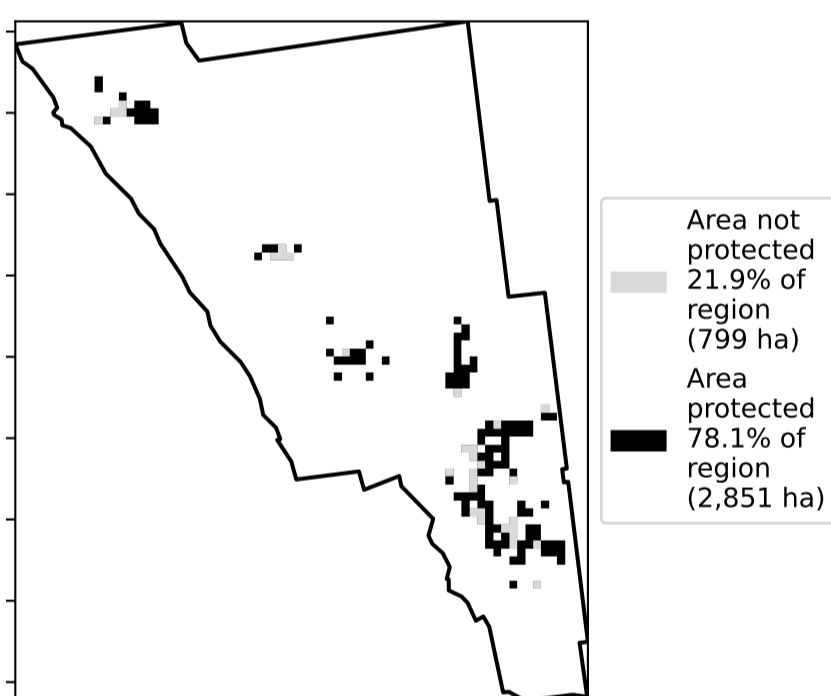 Area not
protected
21.9% of
region
(799 ha)
Area
protected
78.1% of
region
(2,851 ha)